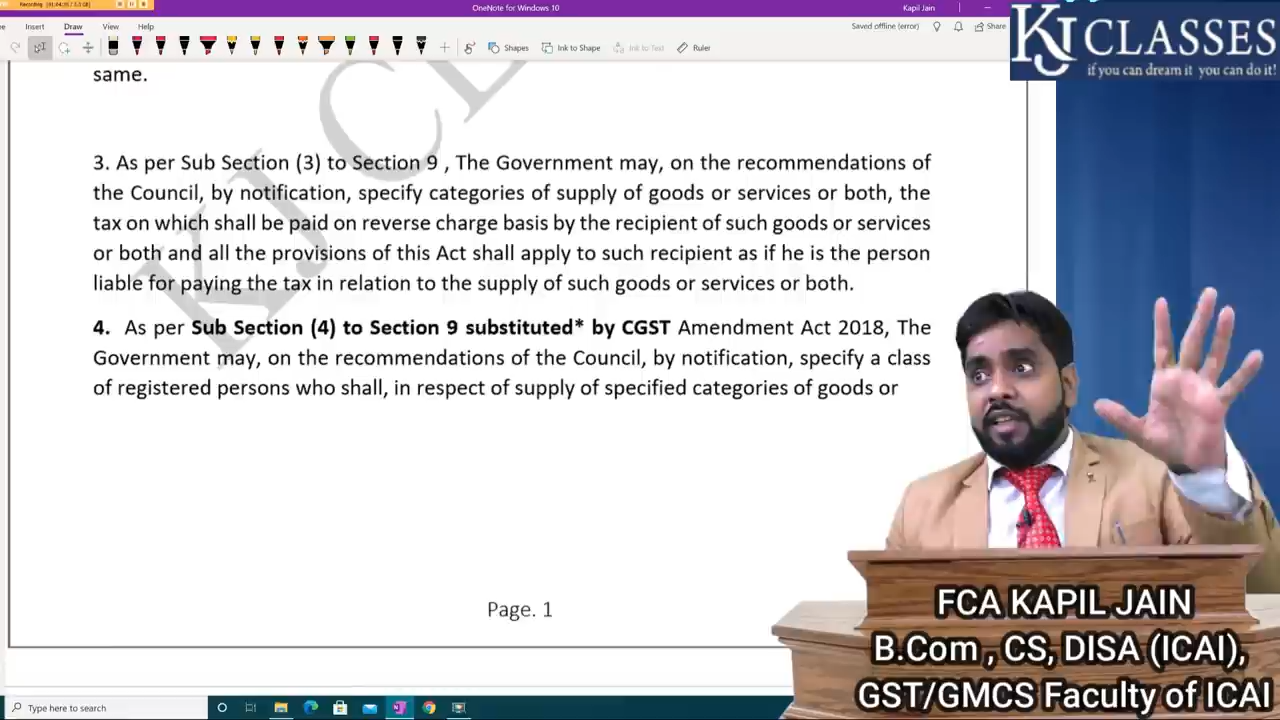 OneNote for Windows 10
Kapil Jain
Insert Draw View Help
Saved offline (error)
Share
Shapes
Ink to Shape
Ink to Text
Ruler
KJ CLASSES
if you can dream it you can do it!
same.
3. As per Sub Section (3) to Section 9 , The Government may, on the recommendations of
the Council, by notification, specify categories of supply of goods or services or both, the
tax on which shall be paid on reverse charge basis by the recipient of such goods or services
or both and all the provisions of this Act shall apply to such recipient as if he is the person
liable for paying the tax in relation to the supply of such goods or services or both.
4. As per Sub Section (4) to Section 9 substituted* by CGST Amendment Act 2018, The
Government may, on the recommendations of the Council, by notification, specify a class
of registered persons who shall, in respect of supply of specified categories of goods or
Page. 1
FCA KAPIL JAIN
B.Com , CS, DISA (ICAI),
GST/GMCS Faculty of ICAI
Type here to search